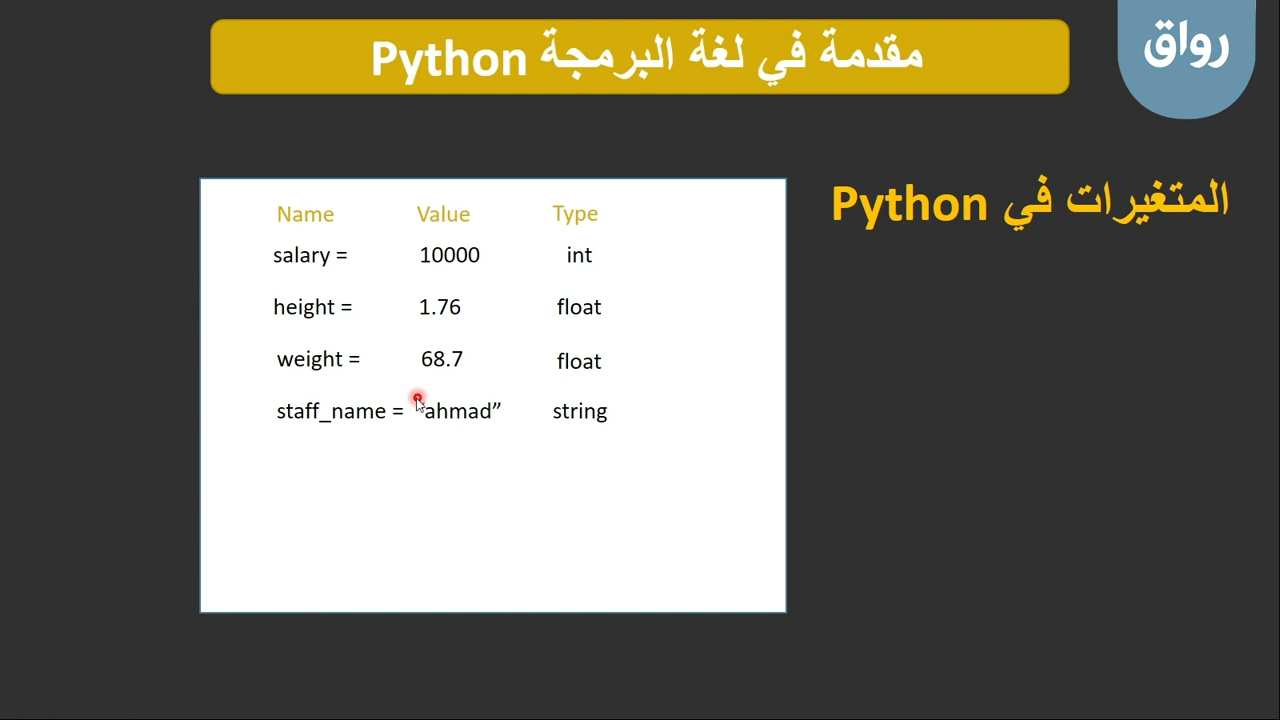 مقدمة في لغة البرمجة Python
رواق
المتغيرات في Python
Name Value Type
salary = 10000 int
height = 1.76 float
weight = 68.7 float
staff_name = “ahmad” string